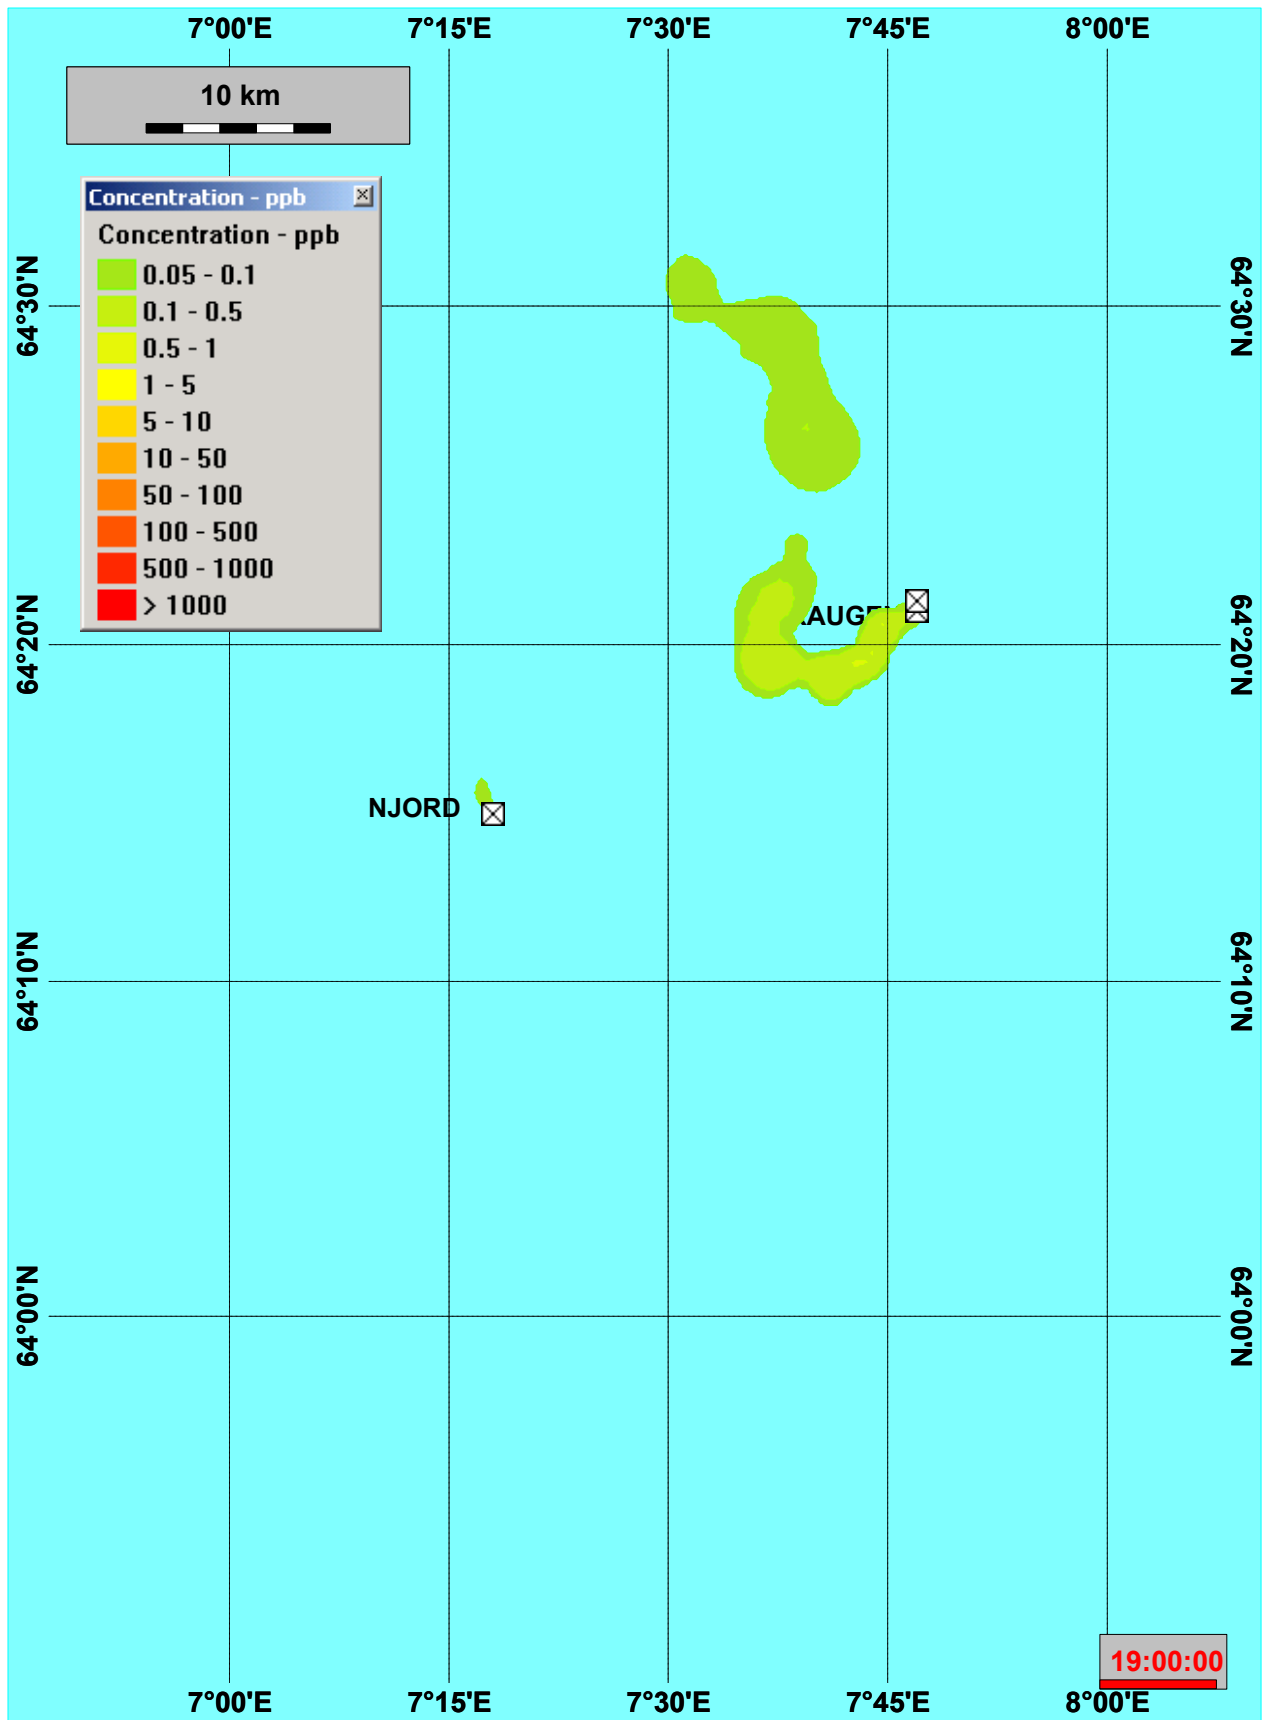 7°00'E 7°15'E 7°30'E 7°45'E 8°00'E
10 km
Concentration - ppb
Concentration - ppb
0.05 - 0.1
0.1 - 0.5
0.5 - 1
1 - 5
5 - 10
10 - 50
50 - 100
100 - 500
500 - 1000
> 1000
64°30'N 64°30'N
64°20'N 64°20'N
NJORD
64°10'N 64°10'N
64°00'N 64°00'N
19:00:00
7°00'E 7°15'E 7°30'E 7°45'E 8°00'E